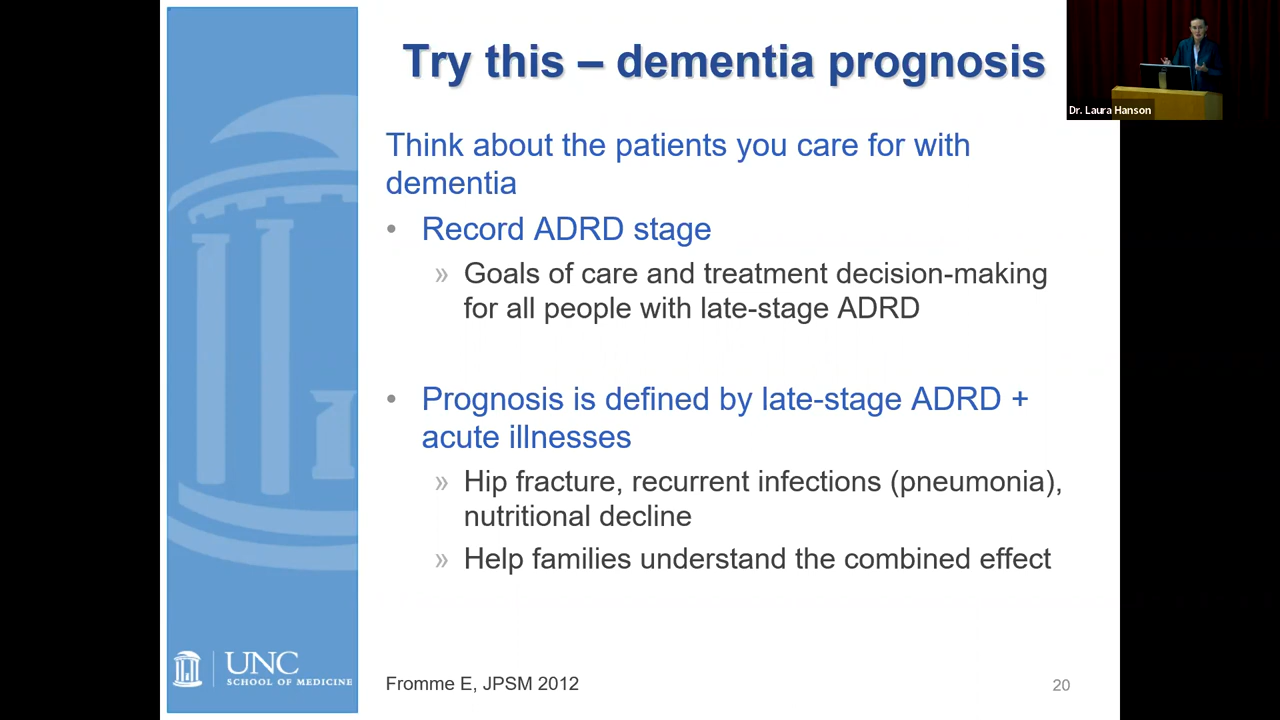 Try this – dementia prognosis
Dr. Laura Hanson
Think about the patients you care for with
dementia
• Record ADRD stage
» Goals of care and treatment decision-making
for all people with late-stage ADRD
• Prognosis is defined by late-stage ADRD +
acute illnesses
» Hip fracture, recurrent infections (pneumonia),
nutritional decline
» Help families understand the combined effect
UNC
SCHOOL OF MEDICINE
Fromme E, JPSM 2012
20